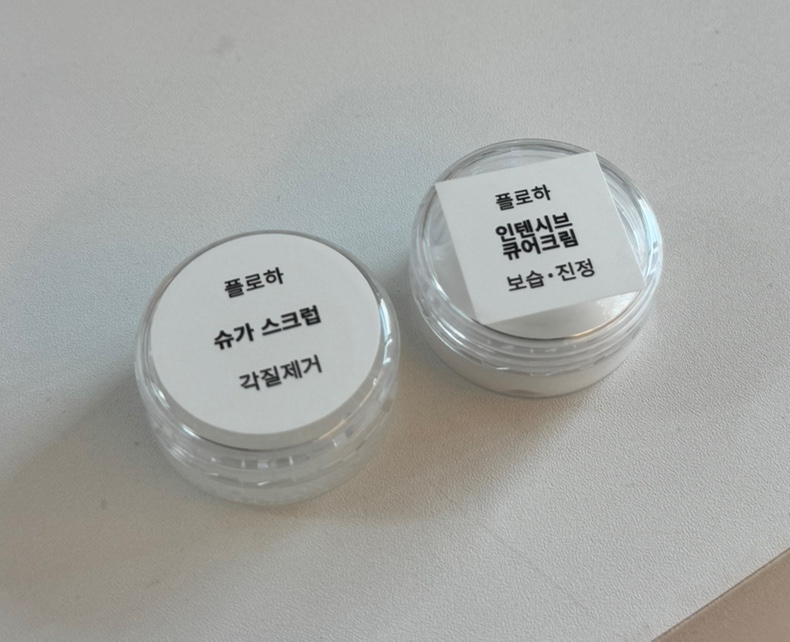 플로하
슈가 스크럽
각질제거
플로하
인텐시브
큐어크림
보습·진정